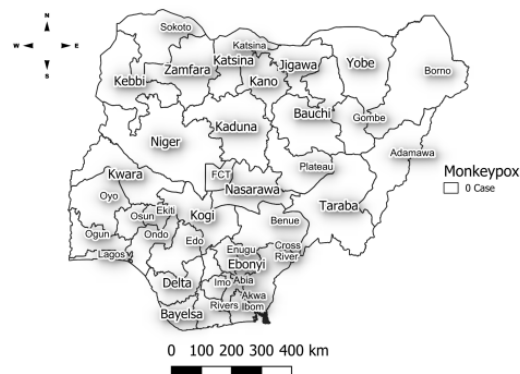 N
W E
S
Sokoto
Katsina
Katsina
Zamfara
Jigawa
Yobe
Borno
Kebbi
Kano
Bauchi
Gombe
Kaduna
Niger
Adamawa
Plateau
FCT
Kwara
Nasarawa
Monkeypox
0 Case
Oyo
Taraba
Ekiti
Osun
Kogi
Benue
Ogun
Ondo
Edo
Cross
River
Enugu
Lagos
Ebonyi
Delta
Imo
Abia
Akwa
Ibom
Rivers
Bayelsa
0 100 200 300 400 km